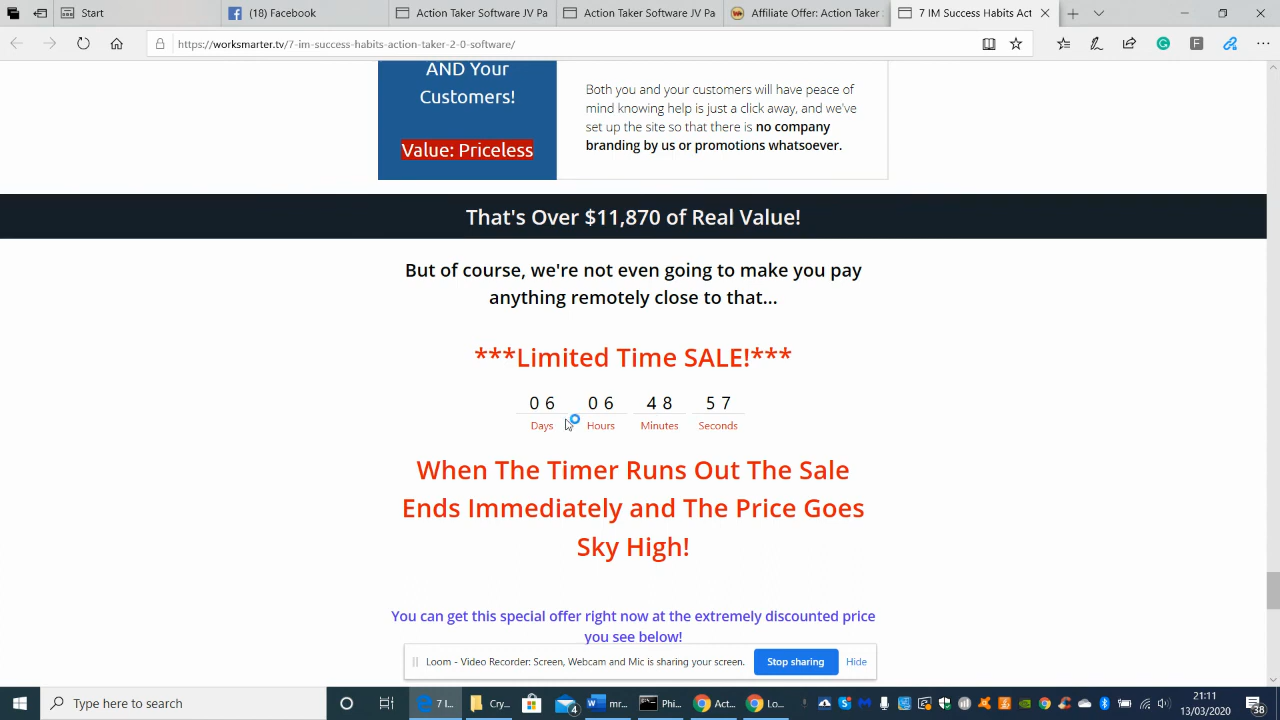 Start
(18) Facebook
Action Taker Software JV Pa
Action Taker Software JV Pa
Affiliate Offer: Action Taker
7 IM Success Habits Act
https://worksmarter.tv/7-im-success-habits-action-taker-2-0-software/
AND Your
Customers!
Value: Priceless
Both you and your customers will have peace of
mind knowing help is just a click away, and we've
set up the site so that there is no company
branding by us or promotions whatsoever.
That's Over $11,870 of Real Value!
But of course, we're not even going to make you pay
anything remotely close to that...
***Limited Time SALE!***
06 06 48 57
Days Hours Minutes Seconds
When The Timer Runs Out The Sale
Ends Immediately and The Price Goes
Sky High!
You can get this special offer right now at the extremely discounted price
you see below!
Loom - Video Recorder: Screen, Webcam and Mic is sharing your screen.
Stop sharing
Hide
Type here to search
7 I...
Cry...
4
mr...
Phi...
Act...
Lo...
21:11
13/03/2020
38